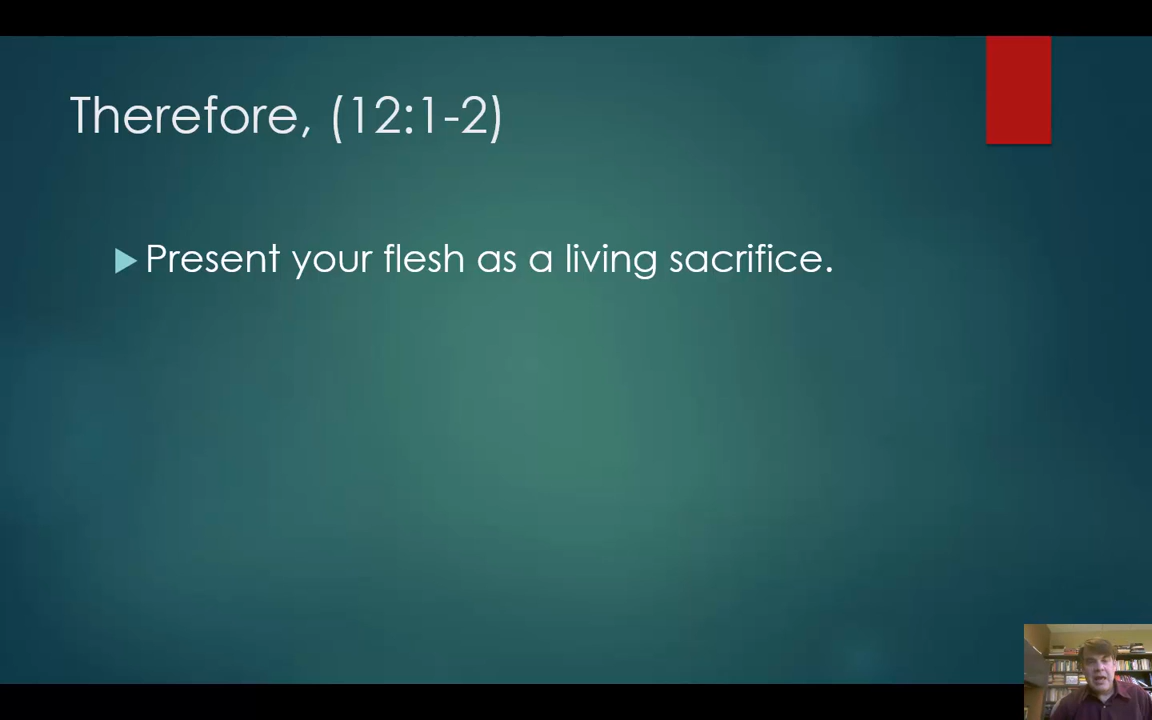 Therefore, (12:1-2)
Present your flesh as a living sacrifice.